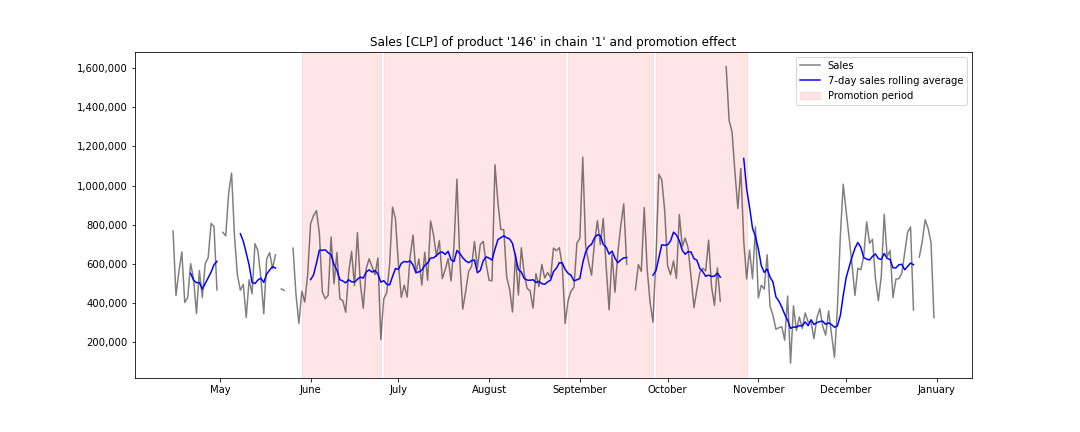 Sales [CLP] of product '146' in chain '1' and promotion effect
Sales
7-day sales rolling average
Promotion period
1,600,000
1,400,000
1,200,000
1,000,000
800,000
600,000
400,000
200,000
May June July August September October November December January